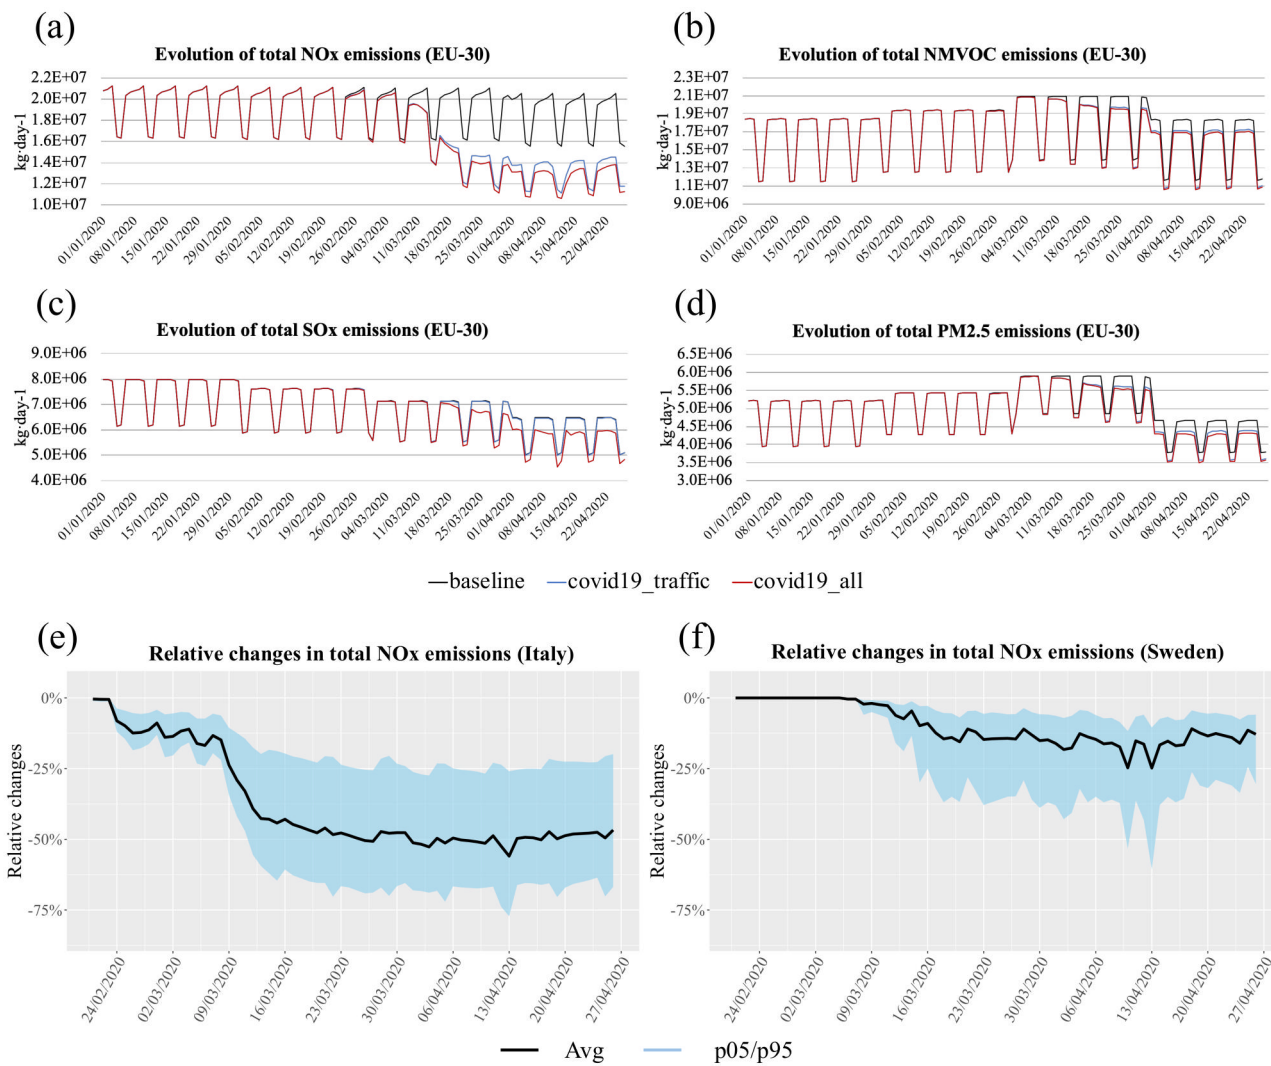 (a)
Evolution of total NOx emissions (EU-30)
kg·day-1
2.2E+07
2.0E+07
1.8E+07
1.6E+07
1.4E+07
1.2E+07
1.0E+07
01/01/2020
08/01/2020
15/01/2020
22/01/2020
29/01/2020
05/02/2020
12/02/2020
19/02/2020
26/02/2020
04/03/2020
11/03/2020
18/03/2020
25/03/2020
01/04/2020
08/04/2020
15/04/2020
22/04/2020
(b)
Evolution of total NMVOC emissions (EU-30)
kg·day-1
2.3E+07
2.1E+07
1.9E+07
1.7E+07
1.5E+07
1.3E+07
1.1E+07
9.0E+06
01/01/2020
08/01/2020
15/01/2020
22/01/2020
29/01/2020
05/02/2020
12/02/2020
19/02/2020
26/02/2020
04/03/2020
11/03/2020
18/03/2020
25/03/2020
01/04/2020
08/04/2020
15/04/2020
22/04/2020
(c)
Evolution of total SOx emissions (EU-30)
kg·day-1
9.0E+06
8.0E+06
7.0E+06
6.0E+06
5.0E+06
4.0E+06
01/01/2020
08/01/2020
15/01/2020
22/01/2020
29/01/2020
05/02/2020
12/02/2020
19/02/2020
26/02/2020
04/03/2020
11/03/2020
18/03/2020
25/03/2020
01/04/2020
08/04/2020
15/04/2020
22/04/2020
(d)
Evolution of total PM2.5 emissions (EU-30)
kg·day-1
6.5E+06
6.0E+06
5.5E+06
5.0E+06
4.5E+06
4.0E+06
3.5E+06
3.0E+06
01/01/2020
08/01/2020
15/01/2020
22/01/2020
29/01/2020
05/02/2020
12/02/2020
19/02/2020
26/02/2020
04/03/2020
11/03/2020
18/03/2020
25/03/2020
01/04/2020
08/04/2020
15/04/2020
22/04/2020
baseline covid19_traffic covid19_all
(e)
Relative changes in total NOx emissions (Italy)
Relative changes
0%
-25%
-50%
-75%
24/02/2020
02/03/2020
09/03/2020
16/03/2020
23/03/2020
30/03/2020
06/04/2020
13/04/2020
20/04/2020
27/04/2020
(f)
Relative changes in total NOx emissions (Sweden)
Relative changes
0%
-25%
-50%
-75%
24/02/2020
02/03/2020
09/03/2020
16/03/2020
23/03/2020
30/03/2020
06/04/2020
13/04/2020
20/04/2020
27/04/2020
Avg p05/p95